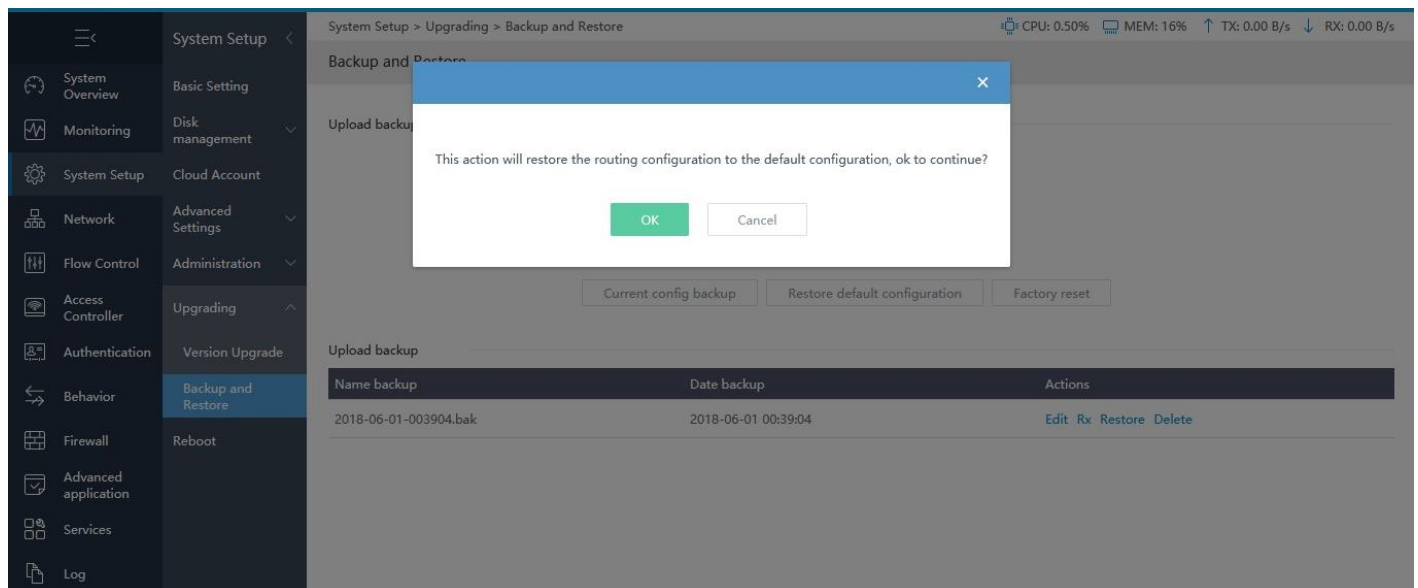 System Setup
System Setup > Upgrading > Backup and Restore
CPU: 0.50% MEM: 16% TX: 0.00 B/s RX: 0.00 B/s
System
Overview
Monitoring
System Setup
Network
Flow Control
Access
Controller
Authentication
Behavior
Firewall
Advanced
application
Services
Log
Basic Setting
Disk
management
Cloud Account
Advanced
Settings
Administration
Upgrading
Version Upgrade
Backup and
Restore
Reboot
Backup and Restore
Upload backup
This action will restore the routing configuration to the default configuration, ok to continue?
OK Cancel
Current config backup Restore default configuration Factory reset
Upload backup
Name backup Date backup Actions
2018-06-01-003904.bak 2018-06-01 00:39:04 Edit Rx Restore Delete